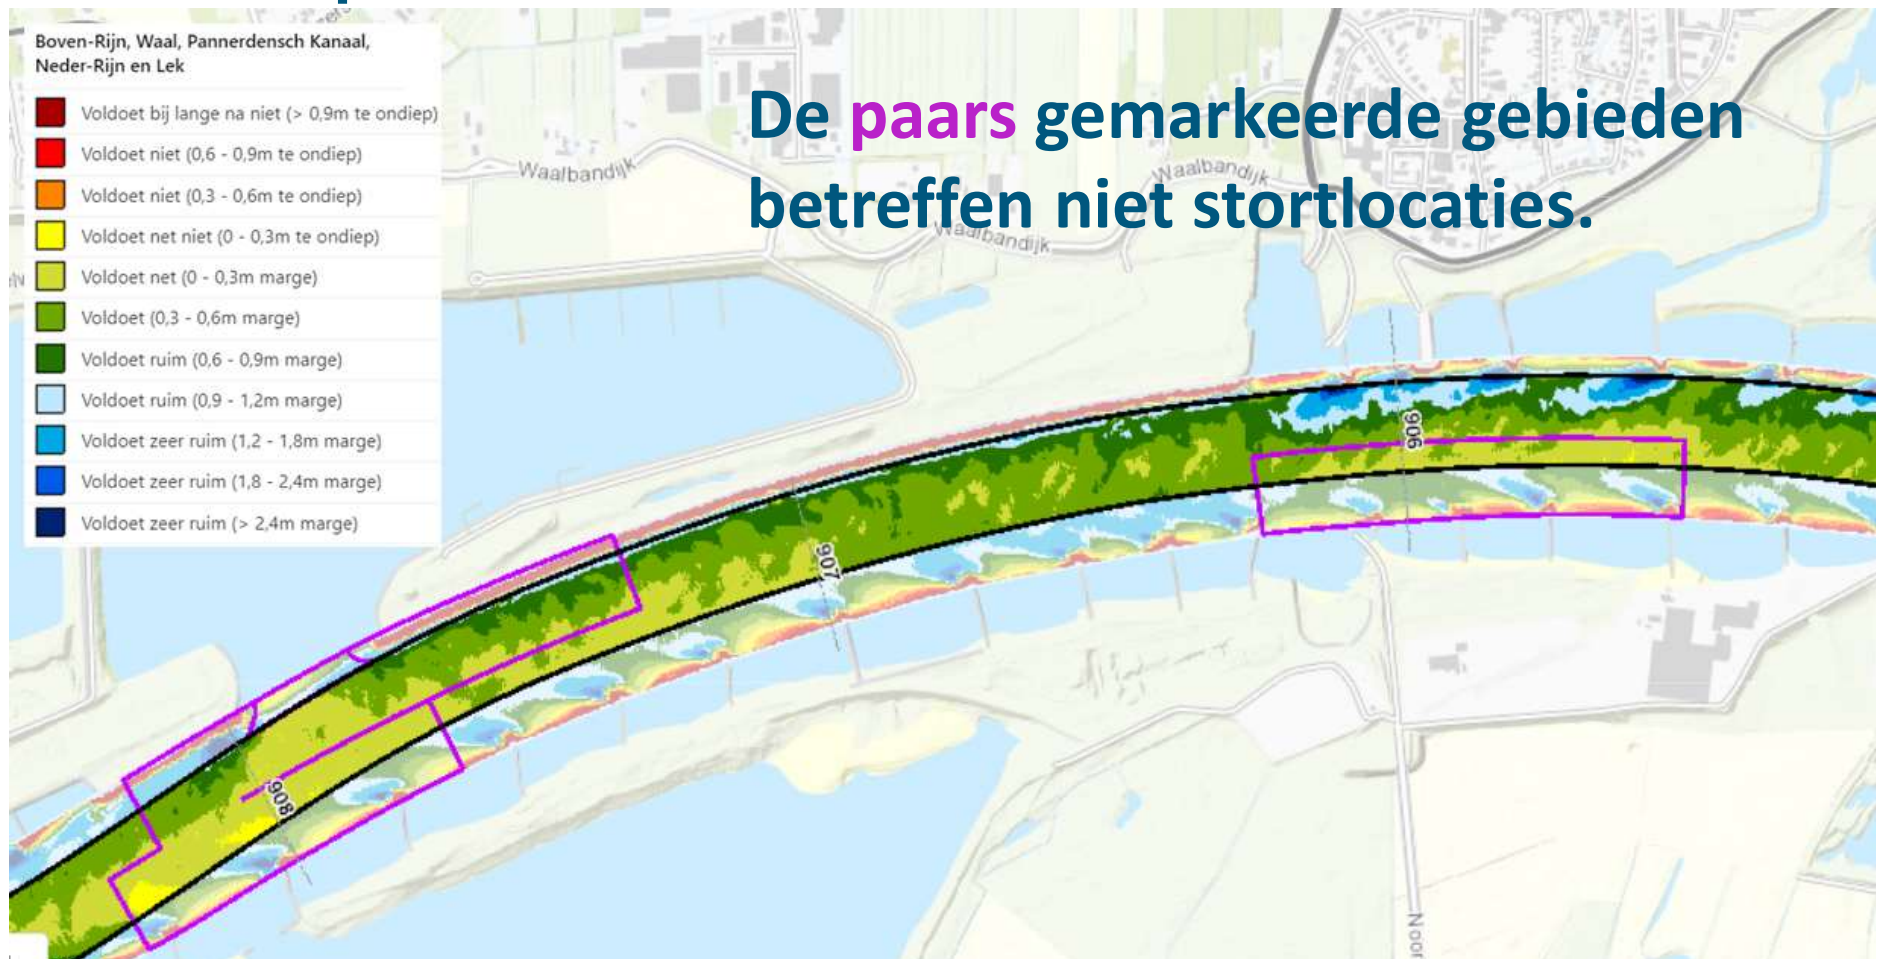 Boven-Rijn, Waal, Pannerdensch Kanaal,
Neder-Rijn en Lek
Voldoet bij lange na niet (> 0,9m te ondiep)
Voldoet niet (0,6 - 0,9m te ondiep)
Voldoet niet (0,3 - 0,6m te ondiep)
Voldoet net niet (0 - 0,3m te ondiep)
Voldoet net (0 - 0,3m marge)
Voldoet (0,3 - 0,6m marge)
Voldoet ruim (0,6 - 0,9m marge)
Voldoet ruim (0,9 - 1,2m marge)
Voldoet zeer ruim (1,2 - 1,8m marge)
Voldoet zeer ruim (1,8 - 2,4m marge)
Voldoet zeer ruim (> 2,4m marge)
De paars gemarkeerde gebieden
betreffen niet stortlocaties.
Waalbandijk
Waalbandijk
Waalbandijk
906
907
908
Noor